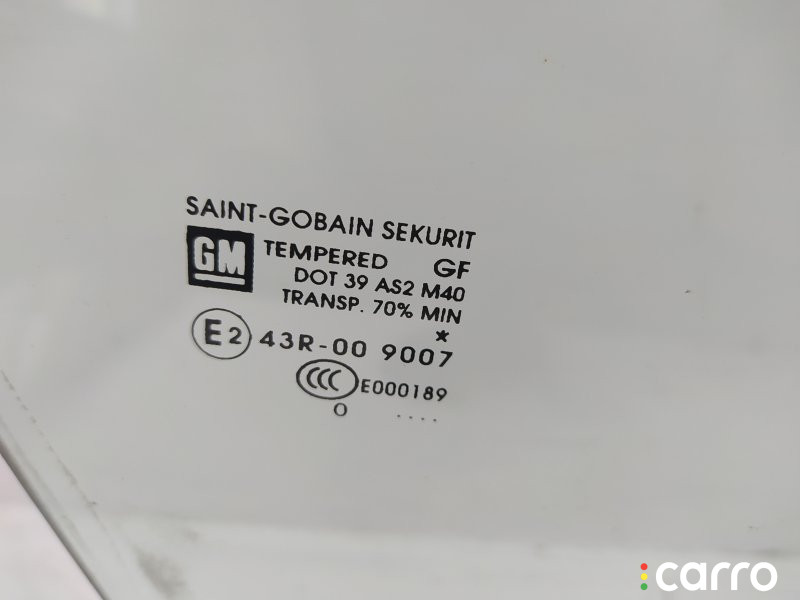 SAINT-GOBAIN SEKURIT
GM TEMPERED GF
DOT 39 AS2 M40
TRANSP. 70% MIN
*
E2 43R-00 9007
CCC E000189
O ....
carro